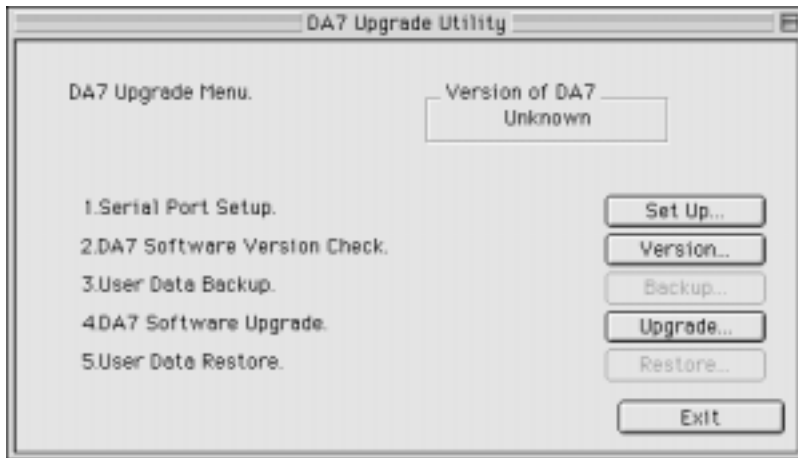 DA7 Upgrade Utility
DA7 Upgrade Menu.
Version of DA7
Unknown
1.Serial Port Setup.
Set Up...
2.DA7 Software Version Check.
Version...
3.User Data Backup.
Backup...
4.DA7 Software Upgrade.
Upgrade...
5.User Data Restore.
Restore...
Exit